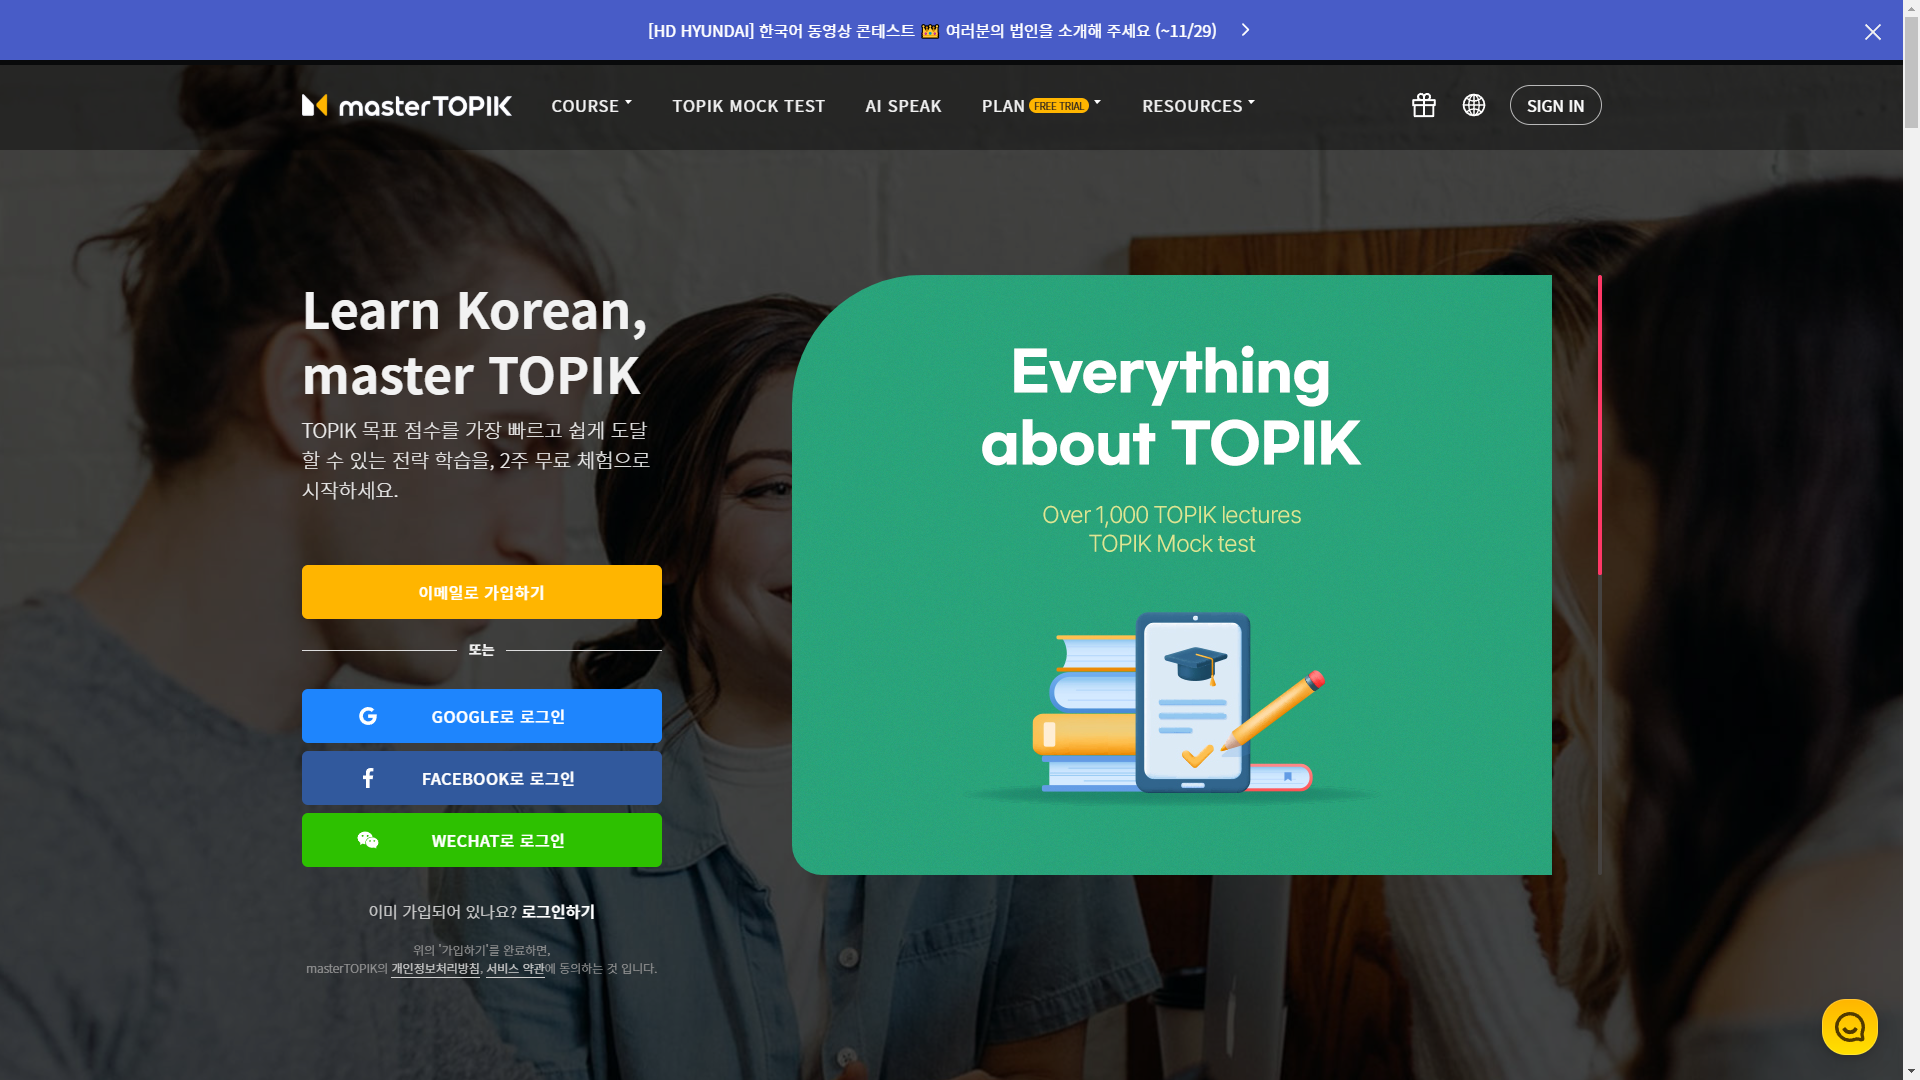 [HD HYUNDAI] 한국어 동영상 콘테스트 👑 여러분의 법인을 소개해 주세요 (~11/29)
masterTOPIK
COURSE
TOPIK MOCK TEST
AI SPEAK
PLAN FREE TRIAL
RESOURCES
SIGN IN
Learn Korean,
master TOPIK
TOPIK 목표 점수를 가장 빠르고 쉽게 도달
할 수 있는 전략 학습을, 2주 무료 체험으로
시작하세요.
이메일로 가입하기
또는
GOOGLE로 로그인
FACEBOOK로 로그인
WECHAT로 로그인
이미 가입되어 있나요? 로그인하기
위의 '가입하기'를 완료하면,
masterTOPIK의 개인정보처리방침, 서비스 약관에 동의하는 것 입니다.
Everything
about TOPIK
Over 1,000 TOPIK lectures
TOPIK Mock test